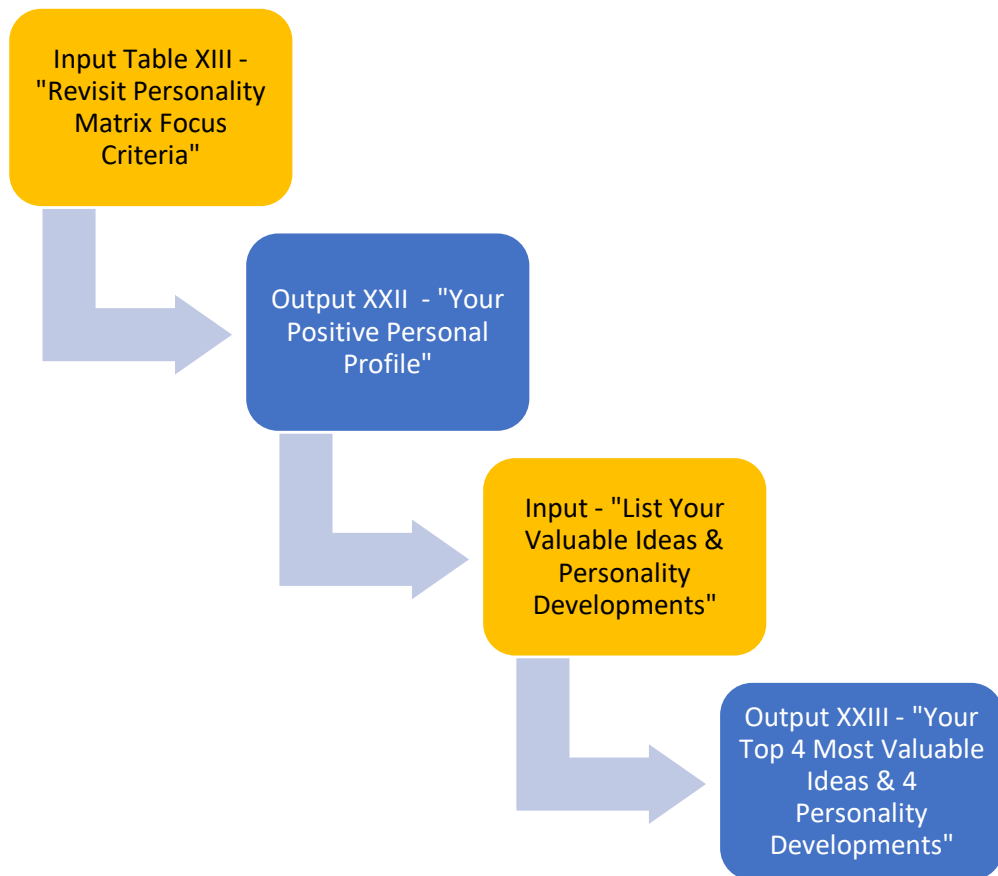 Input Table XIII -
"Revisit Personality
Matrix Focus
Criteria"
Output XXII  - "Your
Positive Personal
Profile"
Input - "List Your
Valuable Ideas &
Personality
Developments"
Output XXIII - "Your
Top 4 Most Valuable
Ideas & 4
Personality
Developments"